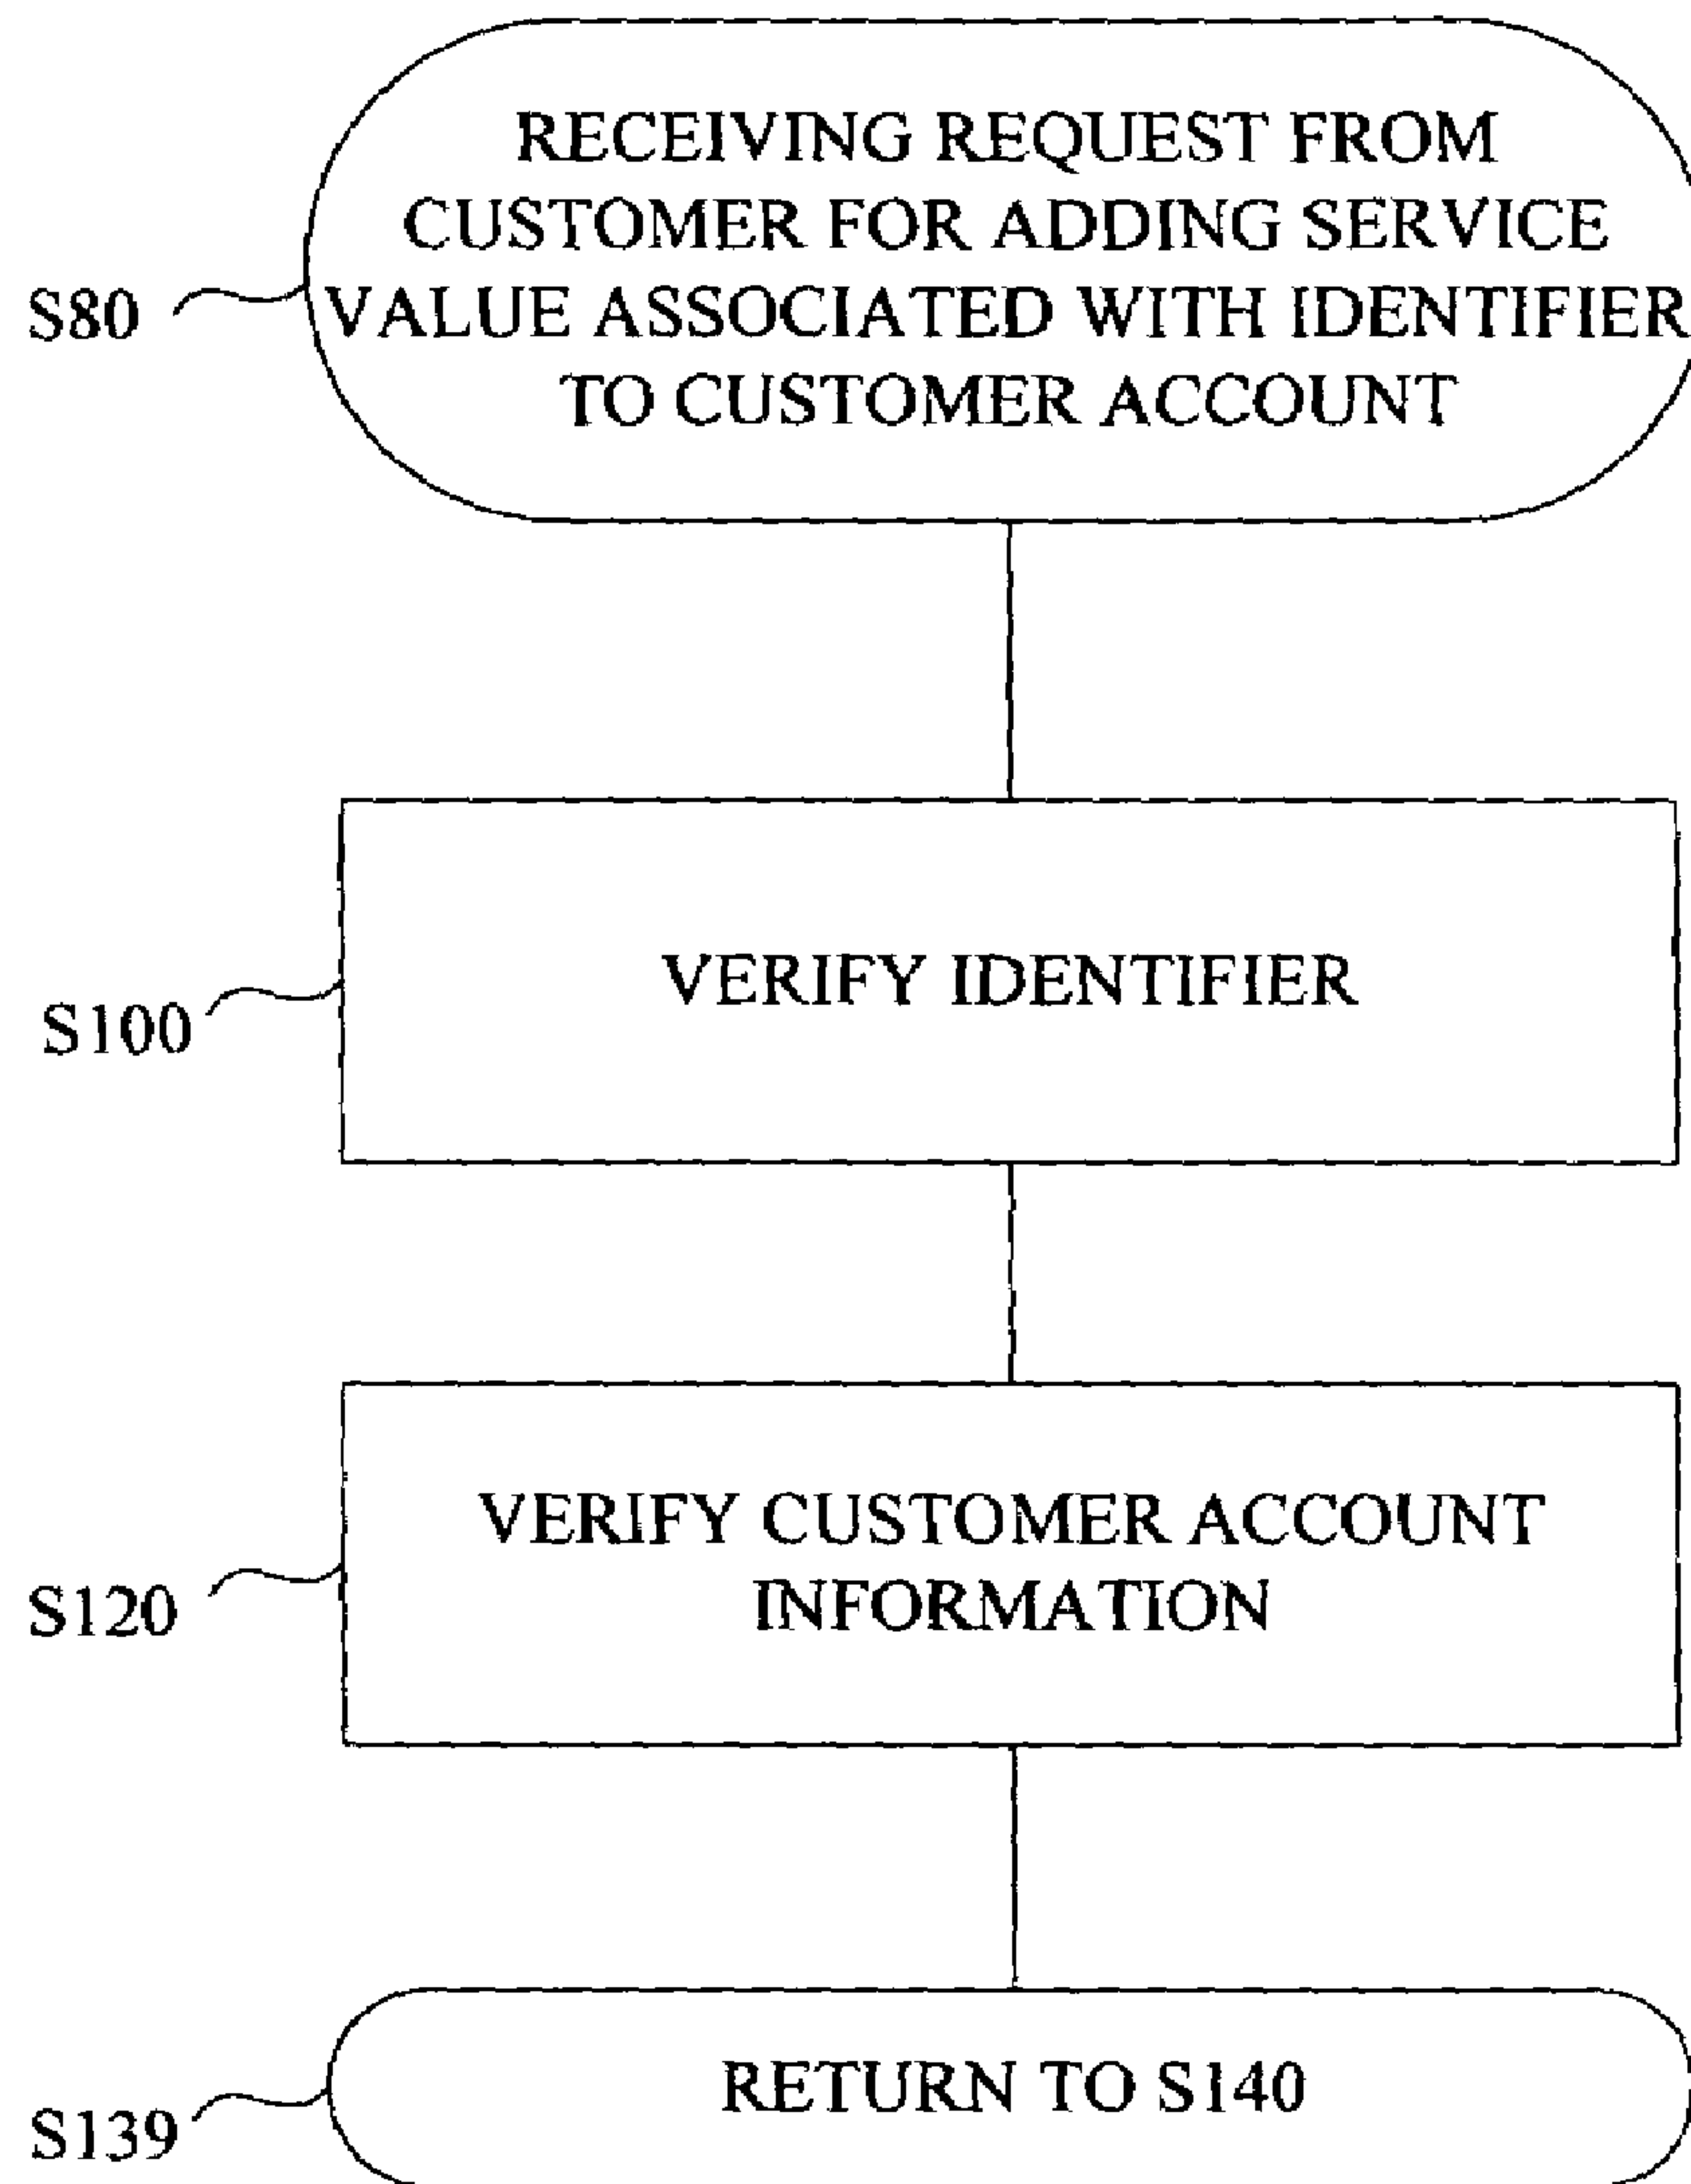 RECEIVING REQUEST FROM
CUSTOMER FOR ADDING SERVICE
S80
VALUE ASSOCIATED WITH IDENTIFIER
TO CUSTOMER ACCOUNT
VERIFY IDENTIFIER
S100
VERIFY CUSTOMER ACCOUNT
INFORMATION
S120
RETURN TO S140
S139